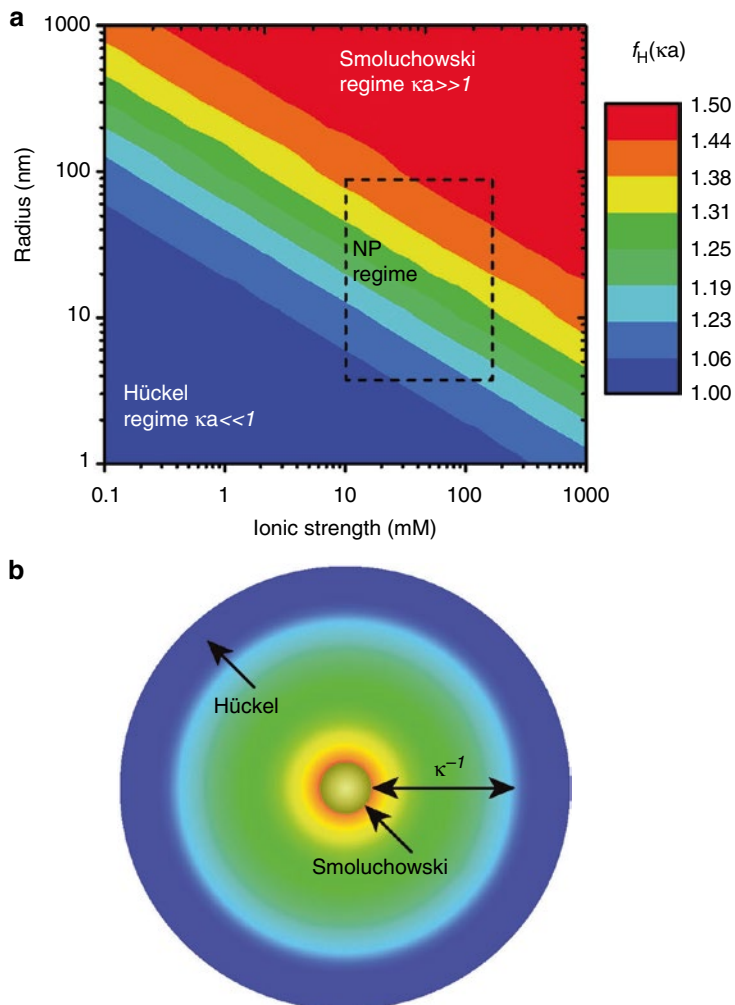 a
1000
100
10
1
Radius (nm)
Smoluchowski
regime κa>>1
NP
regime
Hückel
regime κa<<1
0.1
1
10
100
1000
Ionic strength (mM)
fH(κa)
1.50
1.44
1.38
1.31
1.25
1.19
1.23
1.06
1.00
b
Hückel
κ⁻¹
Smoluchowski